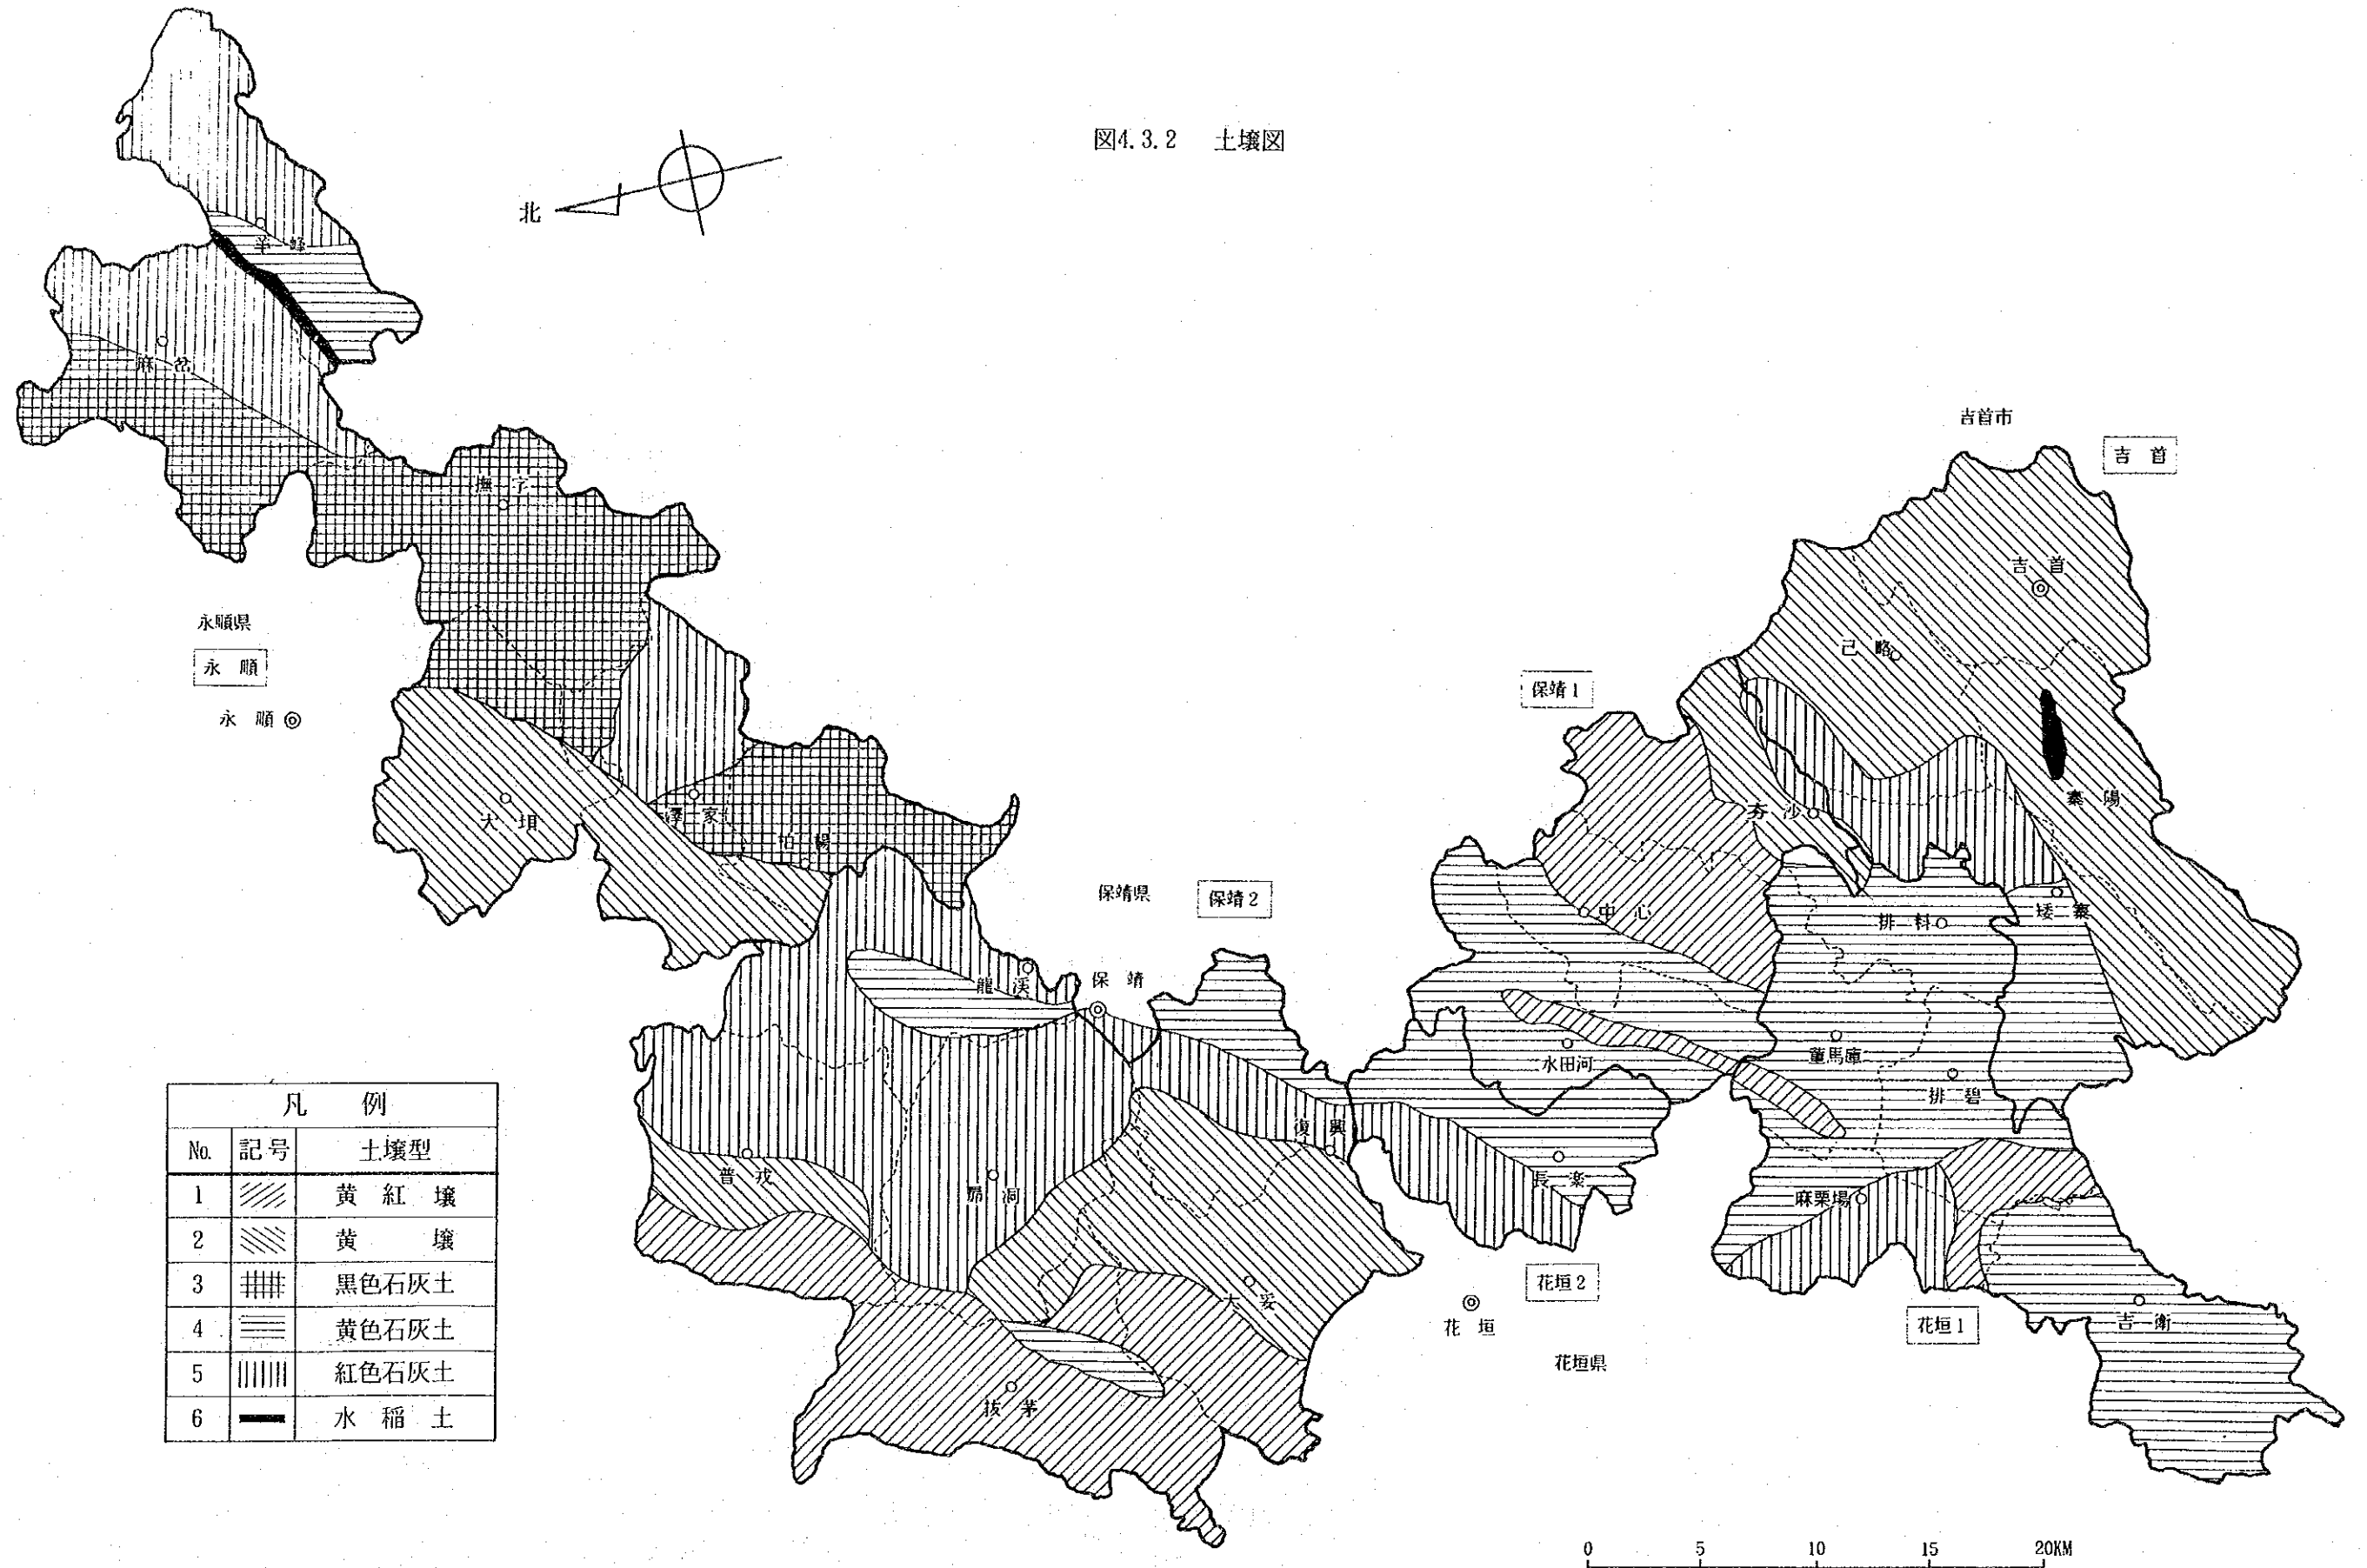 図4.3.2 土壌図
北
羊 峰
麻 岔
撫 字
吉首市
吉 首
吉 首
永順県
永 順
永 順
己 略
保靖1
大 垻
澤 家
柏 楊
夯 沙
寨 陽
保靖県
保靖2
中 心
排 料
矮 寨
龍 渓
保 靖
水田河
董馬庫
排 碧
復 興
長 楽
麻栗場
普 戎
昴 洞
大 妥
花垣2
花 垣
花垣県
花垣1
吉 衛
抜 茅
凡 例
No. 記号 土壌型
1 黄 紅 壌
2 黄 壌
3 黒色石灰土
4 黄色石灰土
5 紅色石灰土
6 水 稲 土
0 5 10 15 20KM